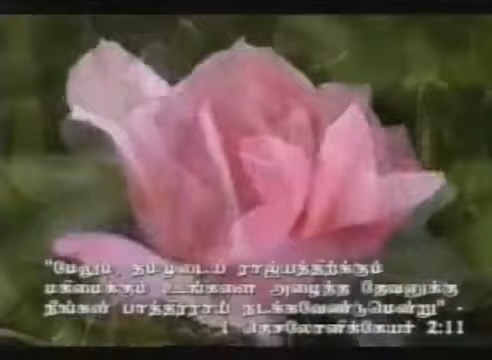 "மேலும், தம்முடைய ராஜ்யத்திற்கும்
மகிமைக்கும் உங்களை அழைத்த தேவனுக்கு
நீங்கள் பாத்திரராய் நடக்கவேண்டுமென்று" -
1 தெசலோனிக்கேயர் 2:11